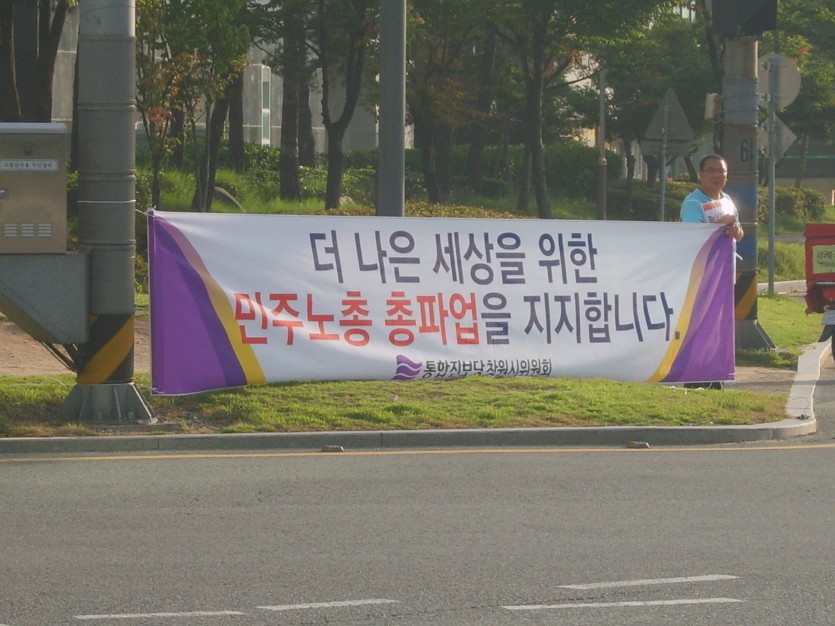 더 나은 세상을 위한
민주노총 총파업을 지지합니다.
통합진보당 창원시위원회